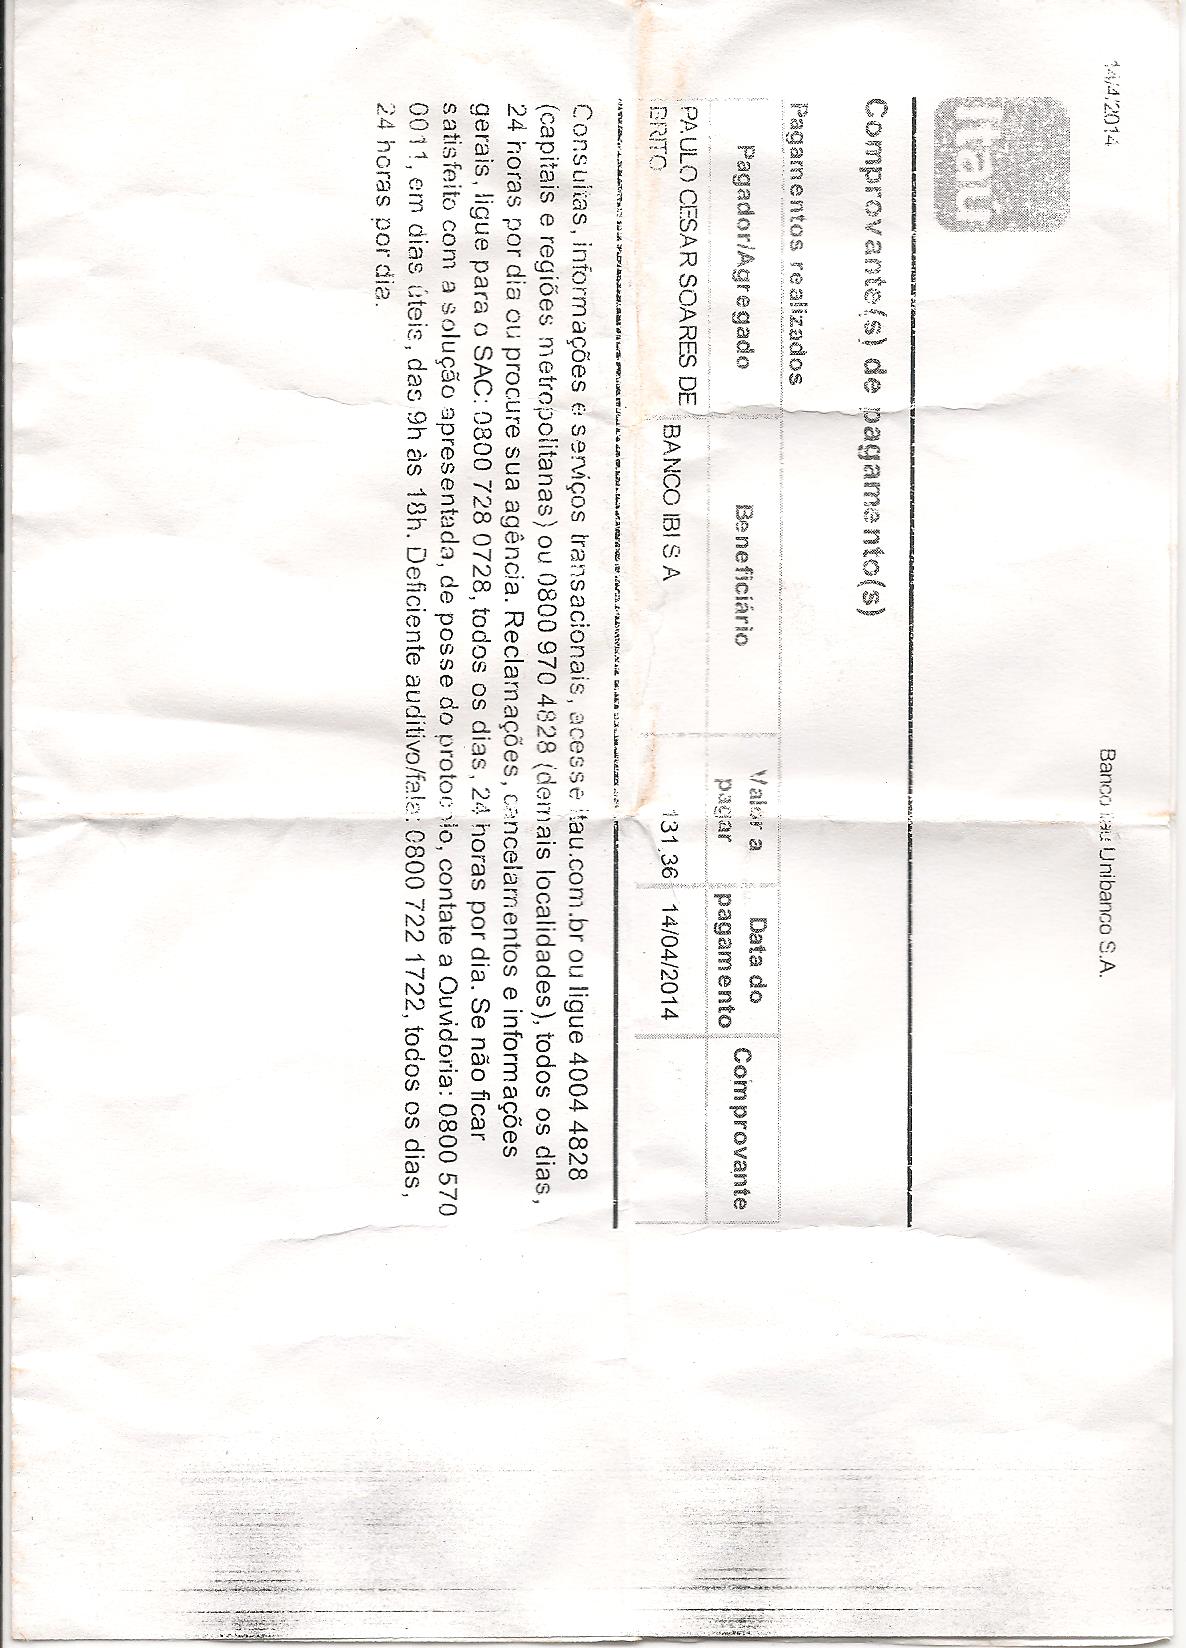 14/4/2014
Banco Itaú Unibanco S.A.
Itaú
Comprovante(s) de pagamento(s)
Pagamentos realizados
Pagador/Agregado Beneficiário Valor a pagar Data do pagamento Comprovante
PAULO CESAR SOARES DE BRITO BANCO IBI S A 131,36 14/04/2014
Consultas, informações e serviços transacionais, acesse itau.com.br ou ligue 4004 4828
(capitais e regiões metropolitanas) ou 0800 970 4828 (demais localidades), todos os dias,
24 horas por dia ou procure sua agência. Reclamações, cancelamentos e informações
gerais, ligue para o SAC: 0800 728 0728, todos os dias, 24 horas por dia. Se não ficar
satisfeito com a solução apresentada, de posse do protocolo, contate a Ouvidoria: 0800 570
0011, em dias úteis, das 9h às 18h. Deficiente auditivo/fala: 0800 722 1722, todos os dias,
24 horas por dia.